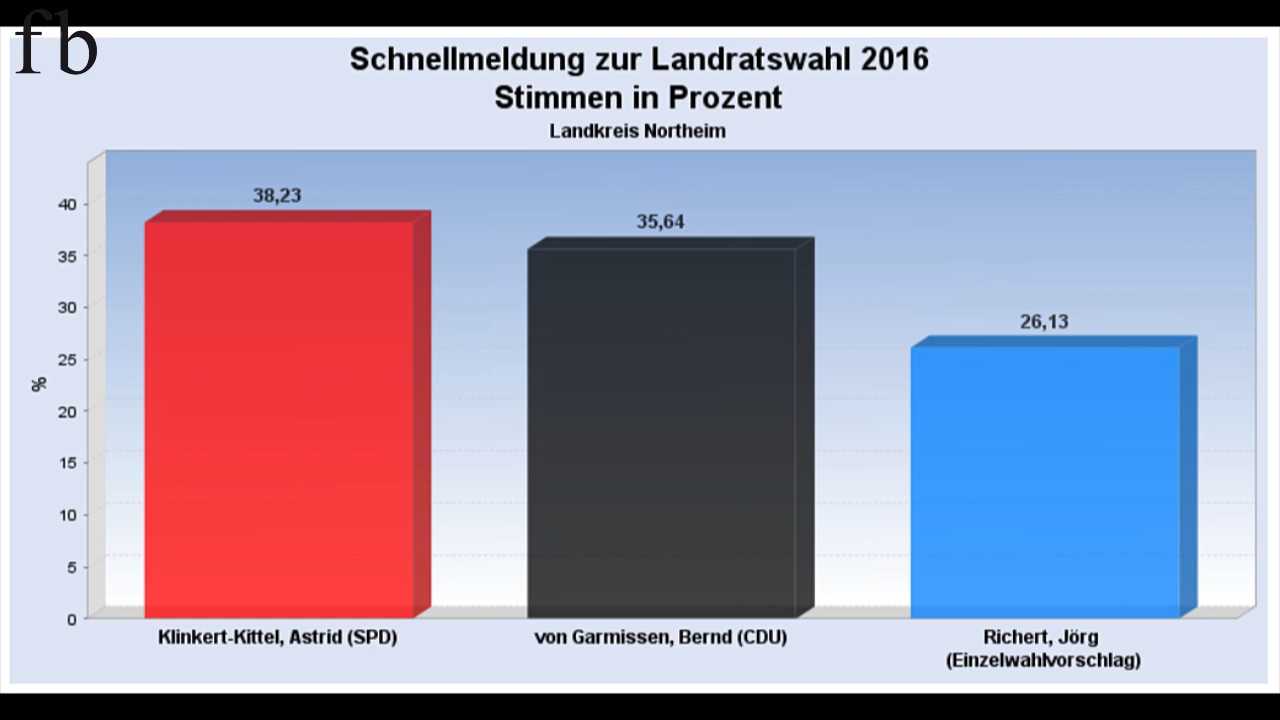 fb
Schnellmeldung zur Landratswahl 2016
Stimmen in Prozent
Landkreis Northeim
38,23
35,64
26,13
40
35
30
25
20
15
10
5
0
%
Klinkert-Kittel, Astrid (SPD)
von Garmissen, Bernd (CDU)
Richert, Jörg
(Einzelwahlvorschlag)